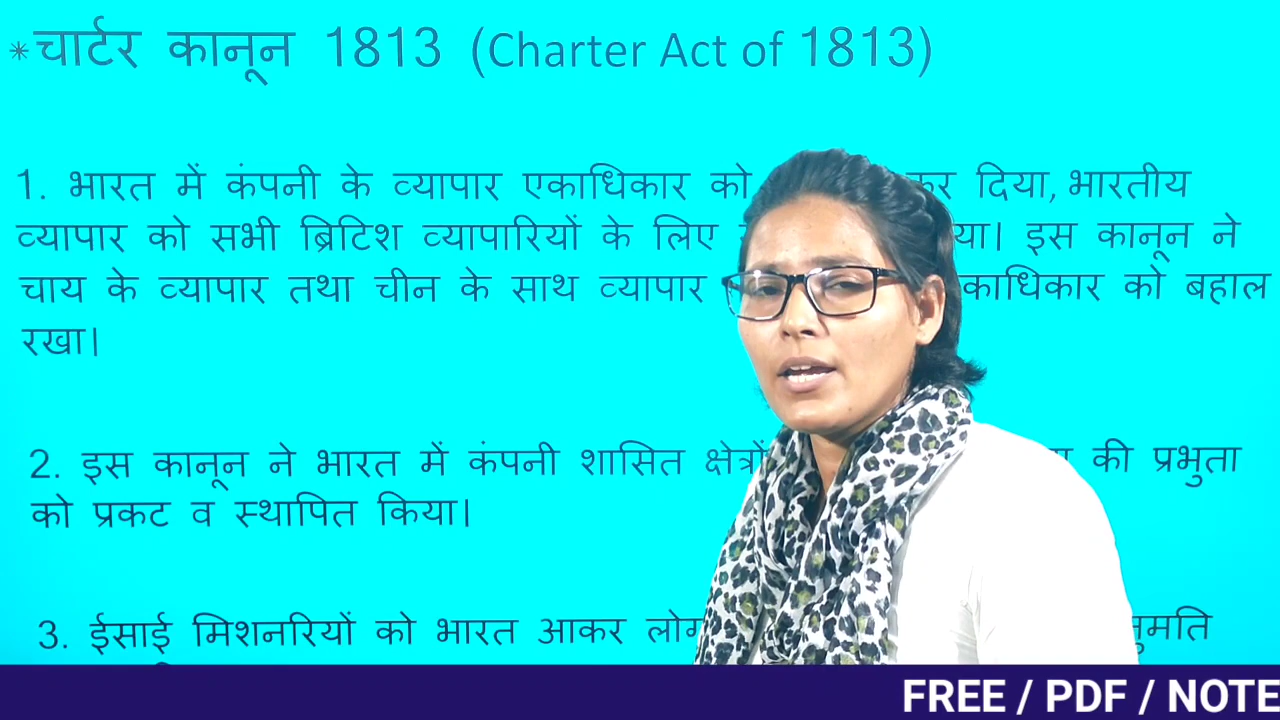 *चार्टर कानून 1813 (Charter Act of 1813)
1. भारत में कंपनी के व्यापार एकाधिकार को कर दिया, भारतीय
व्यापार को सभी ब्रिटिश व्यापारियों के लिए इस कानून ने
चाय के व्यापार तथा चीन के साथ व्यापार को बहाल
रखा।
2. इस कानून ने भारत में कंपनी शासित की प्रभुता
को प्रकट व स्थापित किया।
3. ईसाई मिशनरियों को भारत आकर
FREE / PDF / NOTE